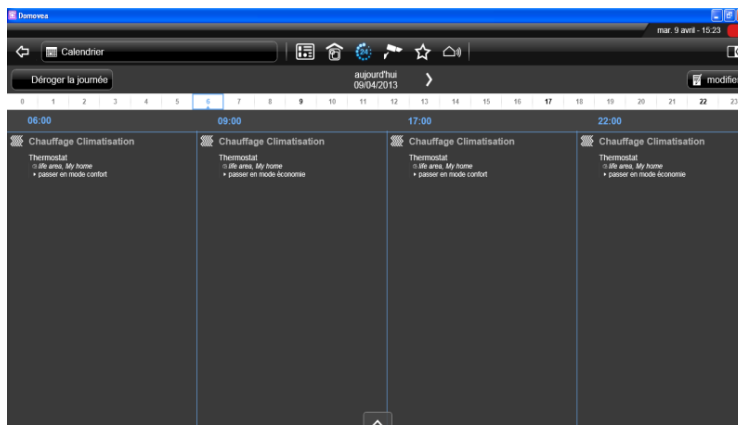 Domovea
mar. 9 avril - 15:23
Calendrier
24
Déroger la journée
aujourd'hui
09/04/2013
modifier
0 1 2 3 4 5 6 7 8 9 10 11 12 13 14 15 16 17 18 19 20 21 22 23
06:00 09:00 17:00 22:00
Chauffage Climatisation
Thermostat
life area, My home
passer en mode confort
Chauffage Climatisation
Thermostat
life area, My home
passer en mode économie
Chauffage Climatisation
Thermostat
life area, My home
passer en mode confort
Chauffage Climatisation
Thermostat
life area, My home
passer en mode économie